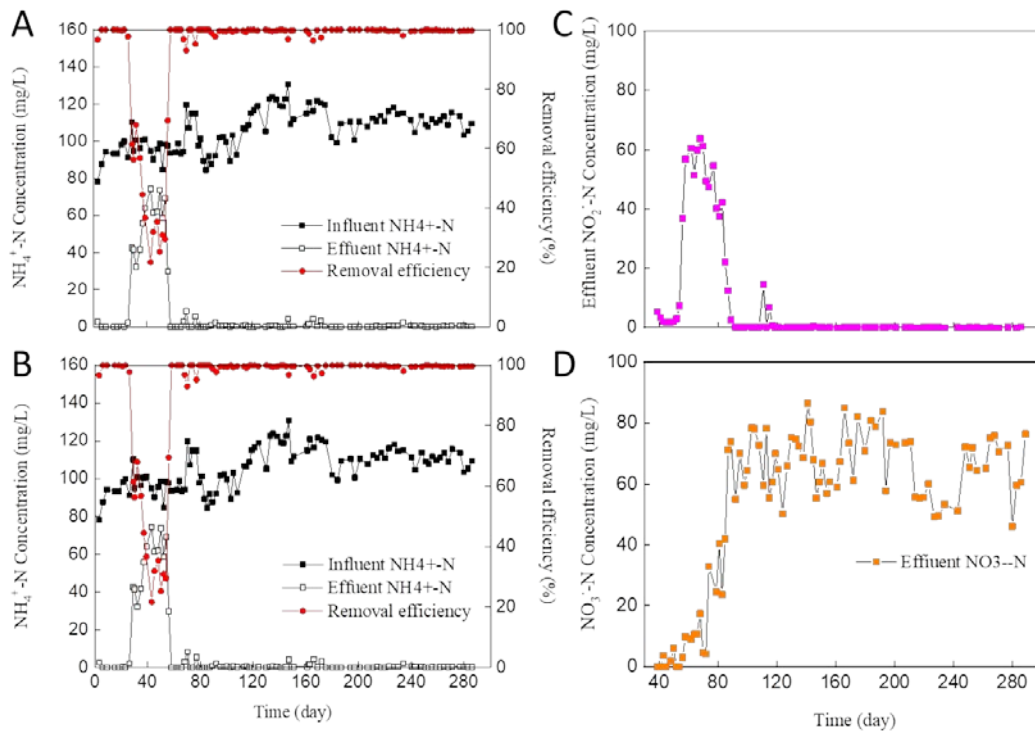 A
160
140
120
100
80
60
40
20
0
NH4+-N Concentration (mg/L)
100
80
60
40
20
0
Removal efficiency (%)
Influent NH4+-N
Effuent NH4+-N
Removal efficiency
C
100
80
60
40
20
0
Effluent NO2--N Concentration (mg/L)
B
160
140
120
100
80
60
40
20
0
NH4+-N Concentration (mg/L)
100
80
60
40
20
0
Removal efficiency (%)
Influent NH4+-N
Effuent NH4+-N
Removal efficiency
0 40 80 120 160 200 240 280
Time (day)
D
100
80
60
40
20
0
NO3--N Concentration (mg/L)
Effiuent NO3--N
40 80 120 160 200 240 280
Time (day)